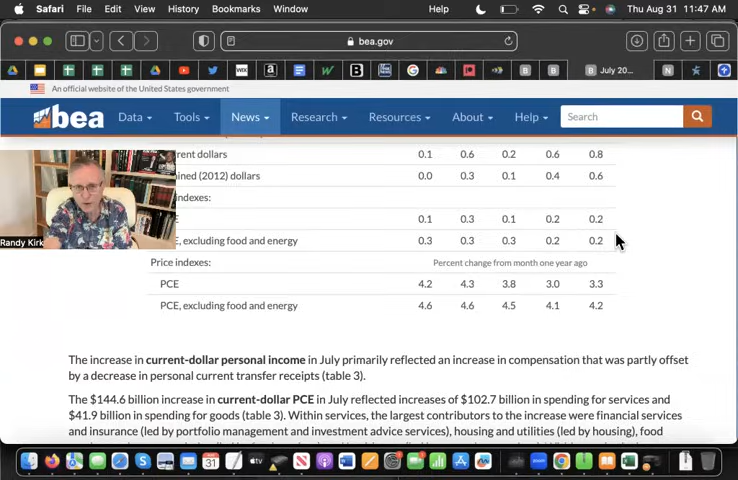 Safari File Edit View History Bookmarks Window Help Thu Aug 31 11:47 AM
bea.gov
July 20...
An official website of the United States government
bea Data Tools News Research Resources About Help Search
rrent dollars 0.1 0.6 0.2 0.6 0.8
ained (2012) dollars 0.0 0.3 0.1 0.4 0.6
indexes:
E 0.1 0.3 0.1 0.2 0.2
E, excluding food and energy 0.3 0.3 0.3 0.2 0.2
Randy Kirk
Price indexes: Percent change from month one year ago
PCE 4.2 4.3 3.8 3.0 3.3
PCE, excluding food and energy 4.6 4.6 4.5 4.1 4.2
The increase in current-dollar personal income in July primarily reflected an increase in compensation that was partly offset
by a decrease in personal current transfer receipts (table 3).
The $144.6 billion increase in current-dollar PCE in July reflected increases of $102.7 billion in spending for services and
$41.9 billion in spending for goods (table 3). Within services, the largest contributors to the increase were financial services
and insurance (led by portfolio management and investment advice services), housing and utilities (led by housing), food